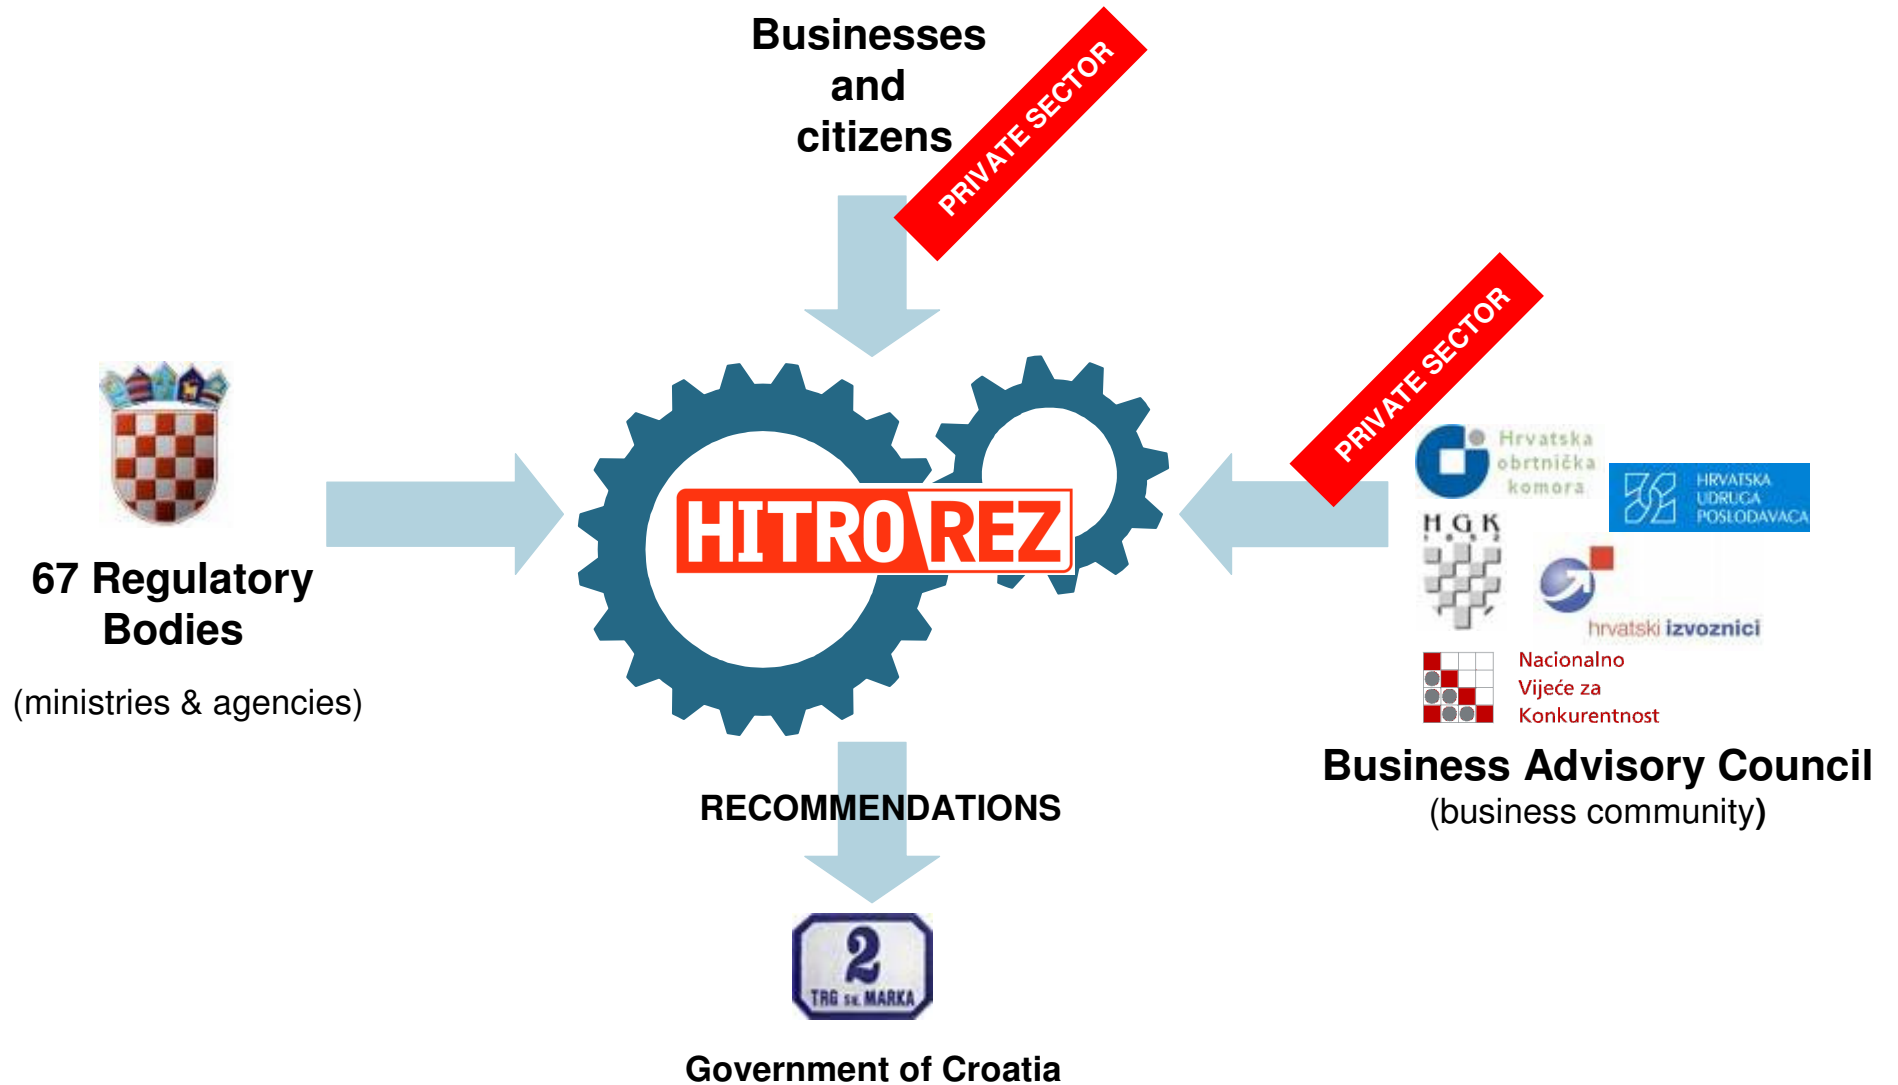 Businesses
and
citizens
PRIVATE SECTOR
PRIVATE SECTOR
67 Regulatory
Bodies
(ministries & agencies)
HITRO REZ
Hrvatska
obrtnička
komora
HRVATSKA
UDRUGA
POSLODAVACA
HGK
1852
hrvatski izvoznici
Nacionalno
Vijeće za
Konkurentnost
Business Advisory Council
(business community)
RECOMMENDATIONS
2
TRG sv. MARKA
Government of Croatia